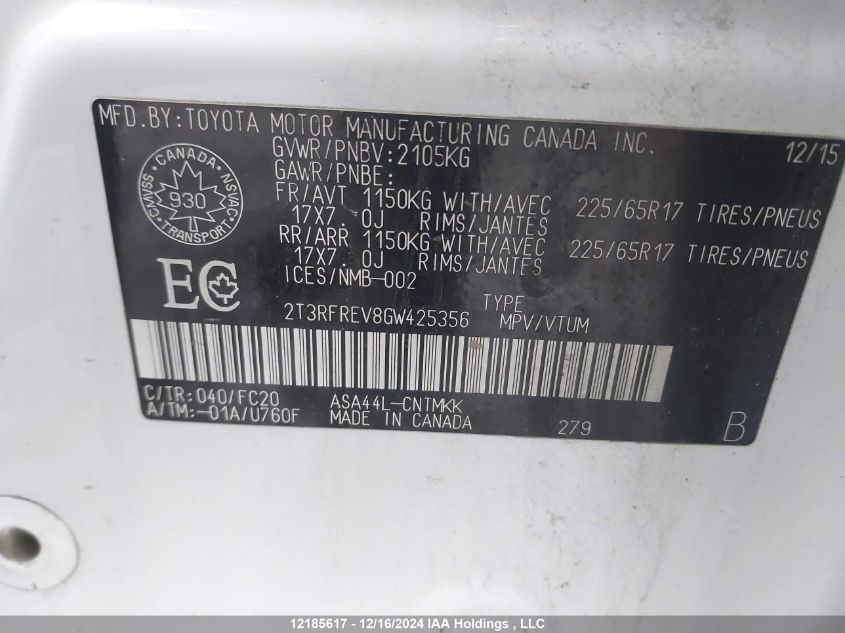 MFD.BY:TOYOTA MOTOR MANUFACTURING CANADA INC. 12/15
GVWR/PNBV:2105KG
GAWR/PNBE:
FR/AVT 1150KG WITH/AVEC 225/65R17 TIRES/PNEUS
17X7. 0J RIMS/JANTES
RR/ARR 1150KG WITH/AVEC 225/65R17 TIRES/PNEUS
17X7. 0J RIMS/JANTES
ICES/NMB-002
CANADA
CMVSS
930
NSVAC
TRANSPORT
EC
2T3RFREV8GW425356
TYPE
MPV/VTUM
C/TR:040/FC20 ASA44L-CNTMKK
A/TM:-01A/U760F MADE IN CANADA 279 B
12185617 - 12/16/2024 IAA Holdings , LLC